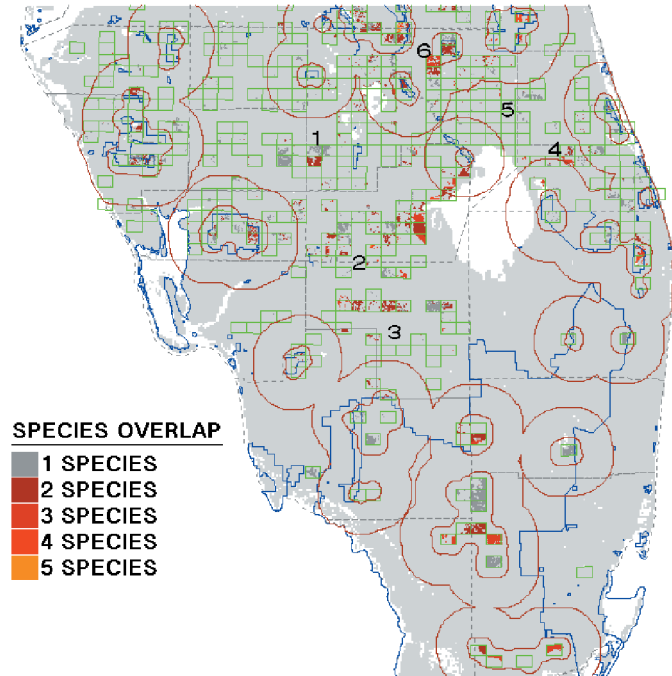 6
5
1
4
2
3
SPECIES OVERLAP
1 SPECIES
2 SPECIES
3 SPECIES
4 SPECIES
5 SPECIES